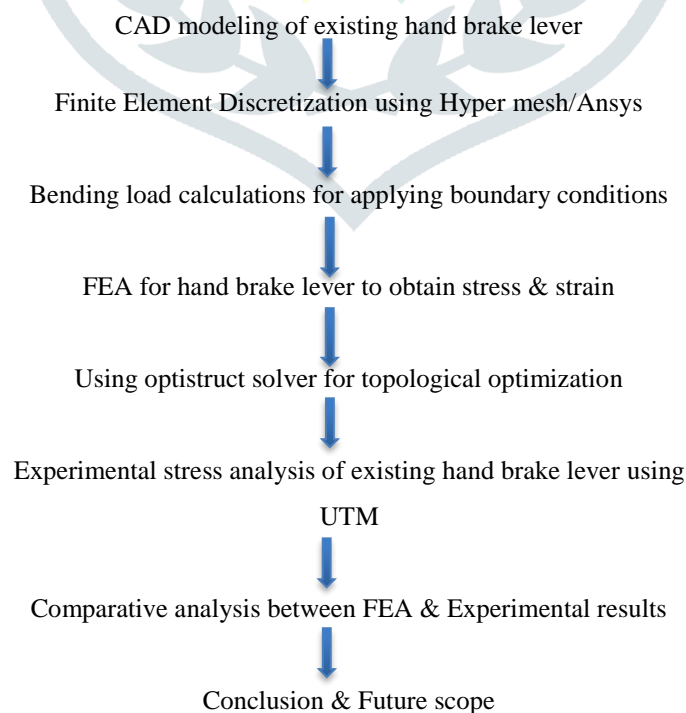 CAD modeling of existing hand brake lever
Finite Element Discretization using Hyper mesh/Ansys
Bending load calculations for applying boundary conditions
FEA for hand brake lever to obtain stress & strain
Using optistruct solver for topological optimization
Experimental stress analysis of existing hand brake lever using
UTM
Comparative analysis between FEA & Experimental results
Conclusion & Future scope